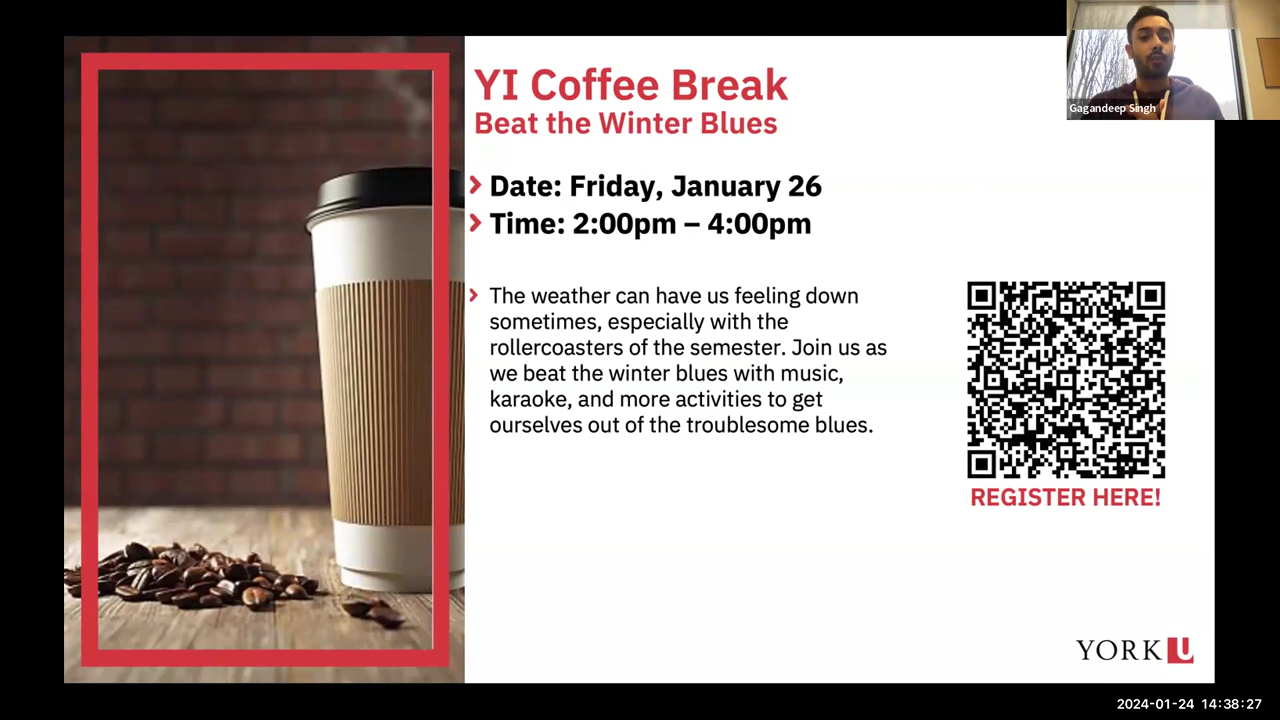 YI Coffee Break
Beat the Winter Blues
Date: Friday, January 26
Time: 2:00pm – 4:00pm
The weather can have us feeling down
sometimes, especially with the
rollercoasters of the semester. Join us as
we beat the winter blues with music,
karaoke, and more activities to get
ourselves out of the troublesome blues.
REGISTER HERE!
YORK U
Gagandeep Singh
2024-01-24 14:38:27